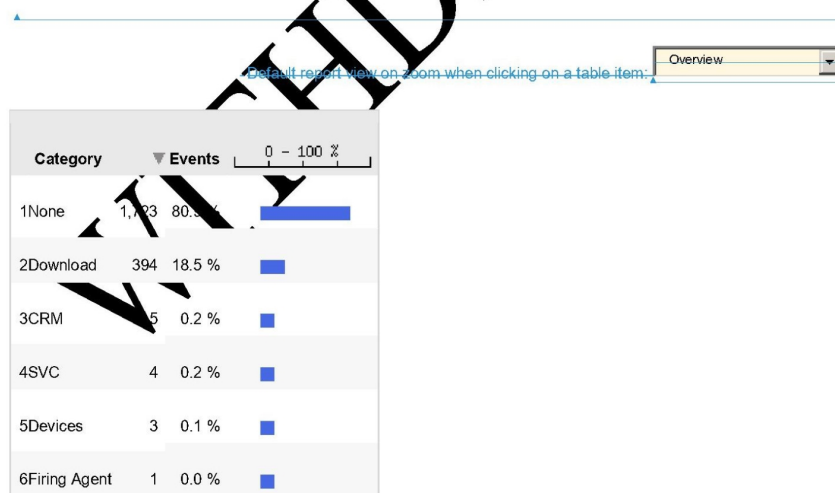 Default report view on zoom when clicking on a table item: Overview
Category Events 0 - 100 %
1None
2Download 394 18.5 %
3CRM 5 0.2 %
4SVC 4 0.2 %
5Devices 3 0.1 %
6Firing Agent 1 0.0 %